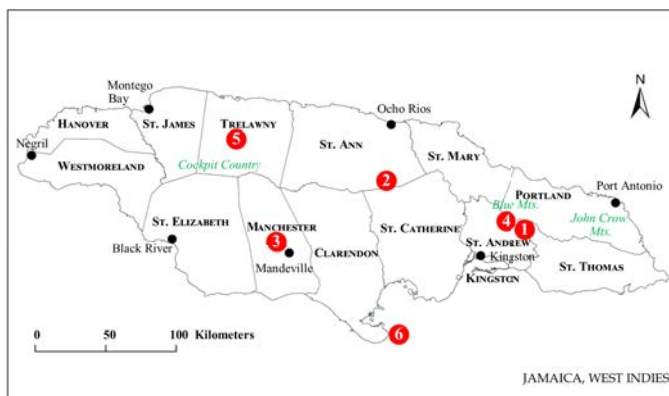 Montego
Bay
N
Ocho Rios
HANOVER
ST. JAMES
TRELAWNY
5
ST. ANN
Negril
Cockpit Country
ST. MARY
WESTMORELAND
2
PORTLAND
Port Antonio
Blue Mts.
ST. ELIZABETH
MANCHESTER
ST. CATHERINE
4
1
John Crow
Mts.
3
ST. ANDREW
Black River
Mandeville
CLARENDON
Kingston
ST. THOMAS
KINGSTON
0 50 100 Kilometers
6
JAMAICA, WEST INDIES